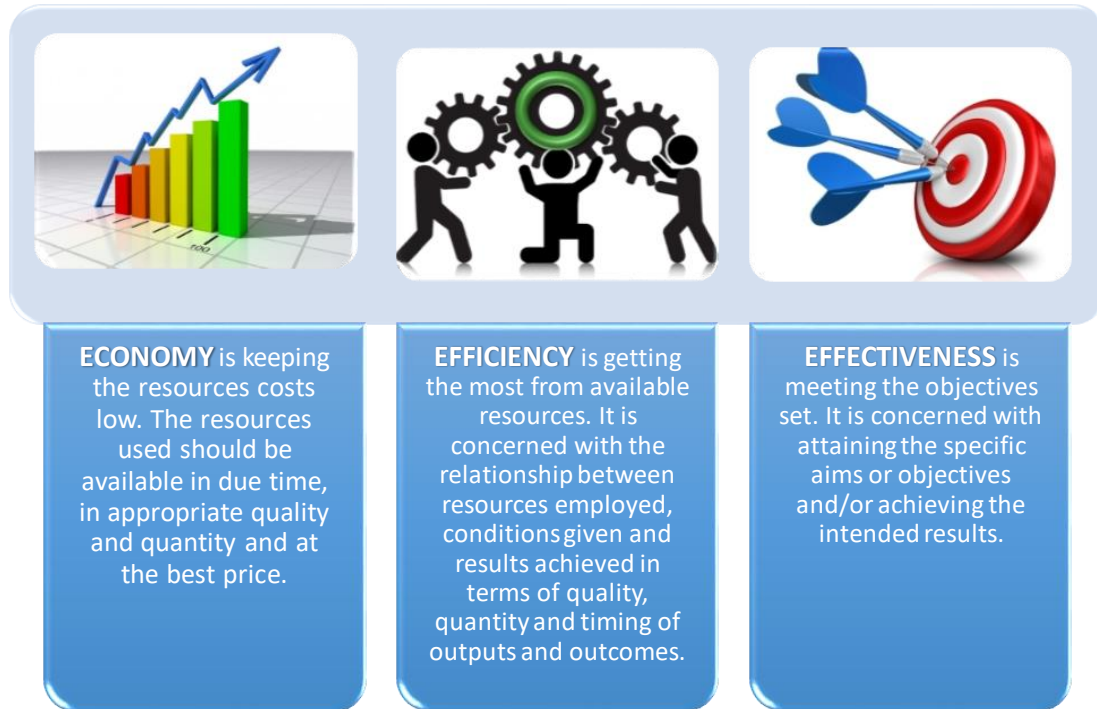 100
ECONOMY is keeping
the resources costs
low. The resources
used should be
available in due time,
in appropriate quality
and quantity and at
the best price.
EFFICIENCY is getting
the most from available
resources. It is
concerned with the
relationship between
resources employed,
conditions given and
results achieved in
terms of quality,
quantity and timing of
outputs and outcomes.
EFFECTIVENESS is
meeting the objectives
set. It is concerned with
attaining the specific
aims or objectives
and/or achieving the
intended results.